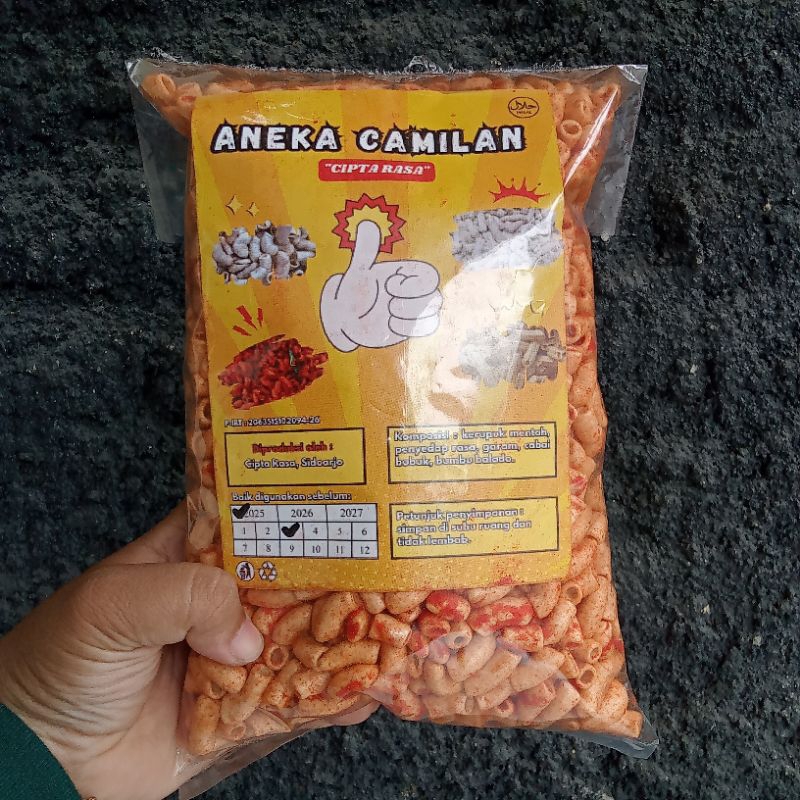 حلال
ANEKA CAMILAN
"CIPTA RASA"
Diproduksi oleh :
Cipta Rasa, Sidoarjo
Komposisi : kerupuk mentah,
penyedap rasa, garam, cabai
bubuk, bumbu balado.
Baik digunakan sebelum:
2025 2026 2027
1 2 4 5 6
7 8 9 10 11 12
Petunjuk penyimpanan :
simpan di suhu ruang dan
tidak lembab.